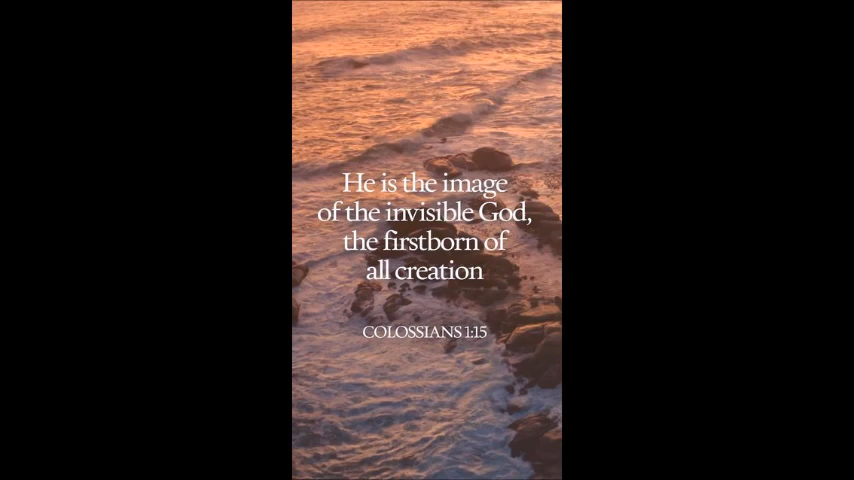 He is the image
of the invisible God,
the firstborn of
all creation
COLOSSIANS 1:15